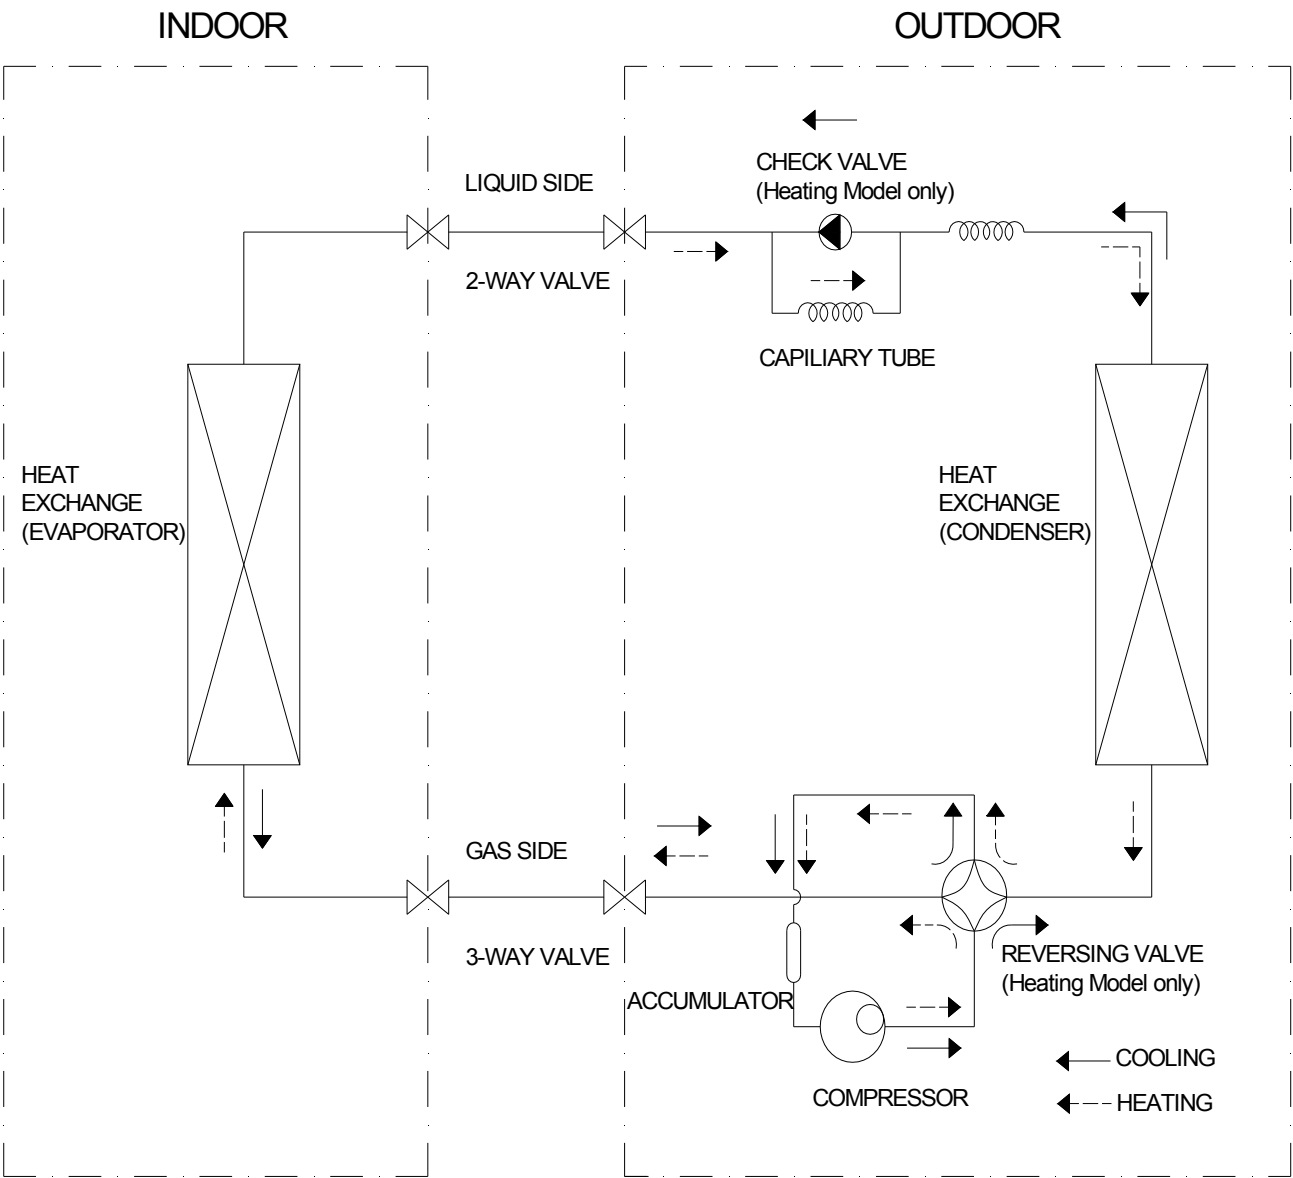 INDOOR
OUTDOOR
LIQUID SIDE
2-WAY VALVE
CHECK VALVE
(Heating Model only)
CAPILIARY TUBE
HEAT
EXCHANGE
(EVAPORATOR)
HEAT
EXCHANGE
(CONDENSER)
GAS SIDE
3-WAY VALVE
REVERSING VALVE
(Heating Model only)
ACCUMULATOR
COMPRESSOR
COOLING
HEATING